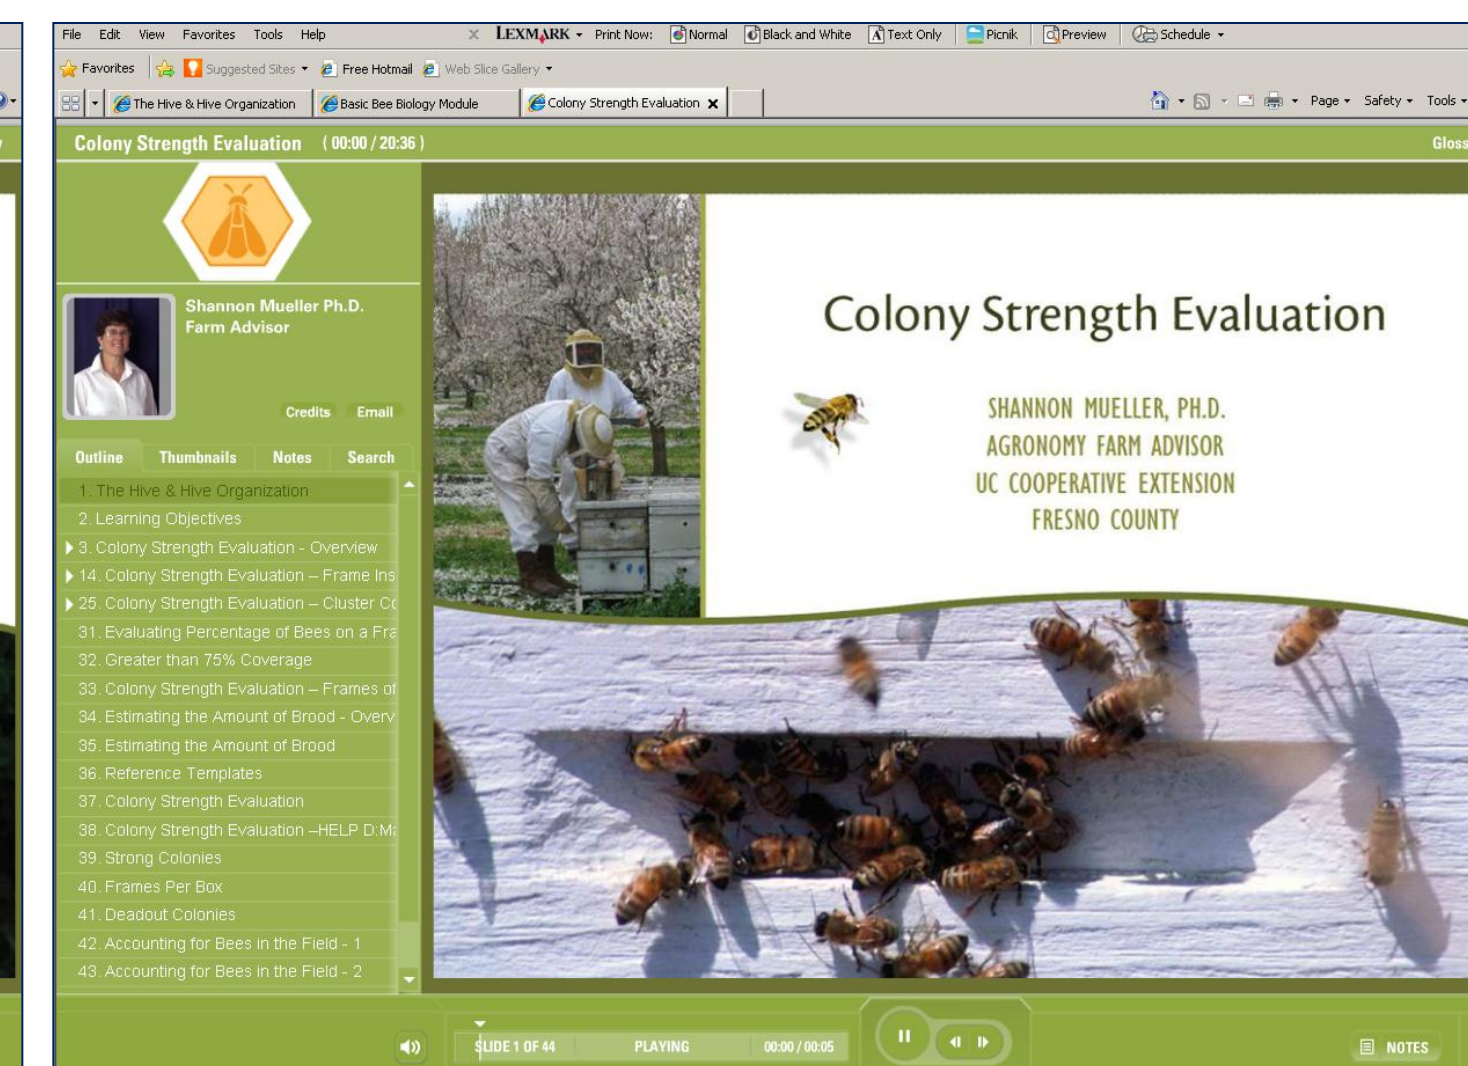 File Edit View Favorites Tools Help x LEXMARK Print Now: Normal Black and White Text Only Picnik Preview Schedule
Favorites Suggested Sites Free Hotmail Web Slice Gallery
The Hive & Hive Organization Basic Bee Biology Module Colony Strength Evaluation X Page Safety Tools
Colony Strength Evaluation ( 00:00 / 20:36 ) Gloss
Shannon Mueller Ph.D.
Farm Advisor
Credits Email
Outline Thumbnails Notes Search
1. The Hive & Hive Organization
2. Learning Objectives
3. Colony Strength Evaluation - Overview
14. Colony Strength Evaluation – Frame Ins
25. Colony Strength Evaluation – Cluster Co
31. Evaluating Percentage of Bees on a Fra
32. Greater than 75% Coverage
33. Colony Strength Evaluation – Frames of
34. Estimating the Amount of Brood - Overv
35. Estimating the Amount of Brood
36. Reference Templates
37. Colony Strength Evaluation
38. Colony Strength Evaluation –HELP D:Ma
39. Strong Colonies
40. Frames Per Box
41. Deadout Colonies
42. Accounting for Bees in the Field - 1
43. Accounting for Bees in the Field - 2
Colony Strength Evaluation
SHANNON MUELLER, PH.D.
AGRONOMY FARM ADVISOR
UC COOPERATIVE EXTENSION
FRESNO COUNTY
SLIDE 1 OF 44 PLAYING 00:00 / 00:05 NOTES